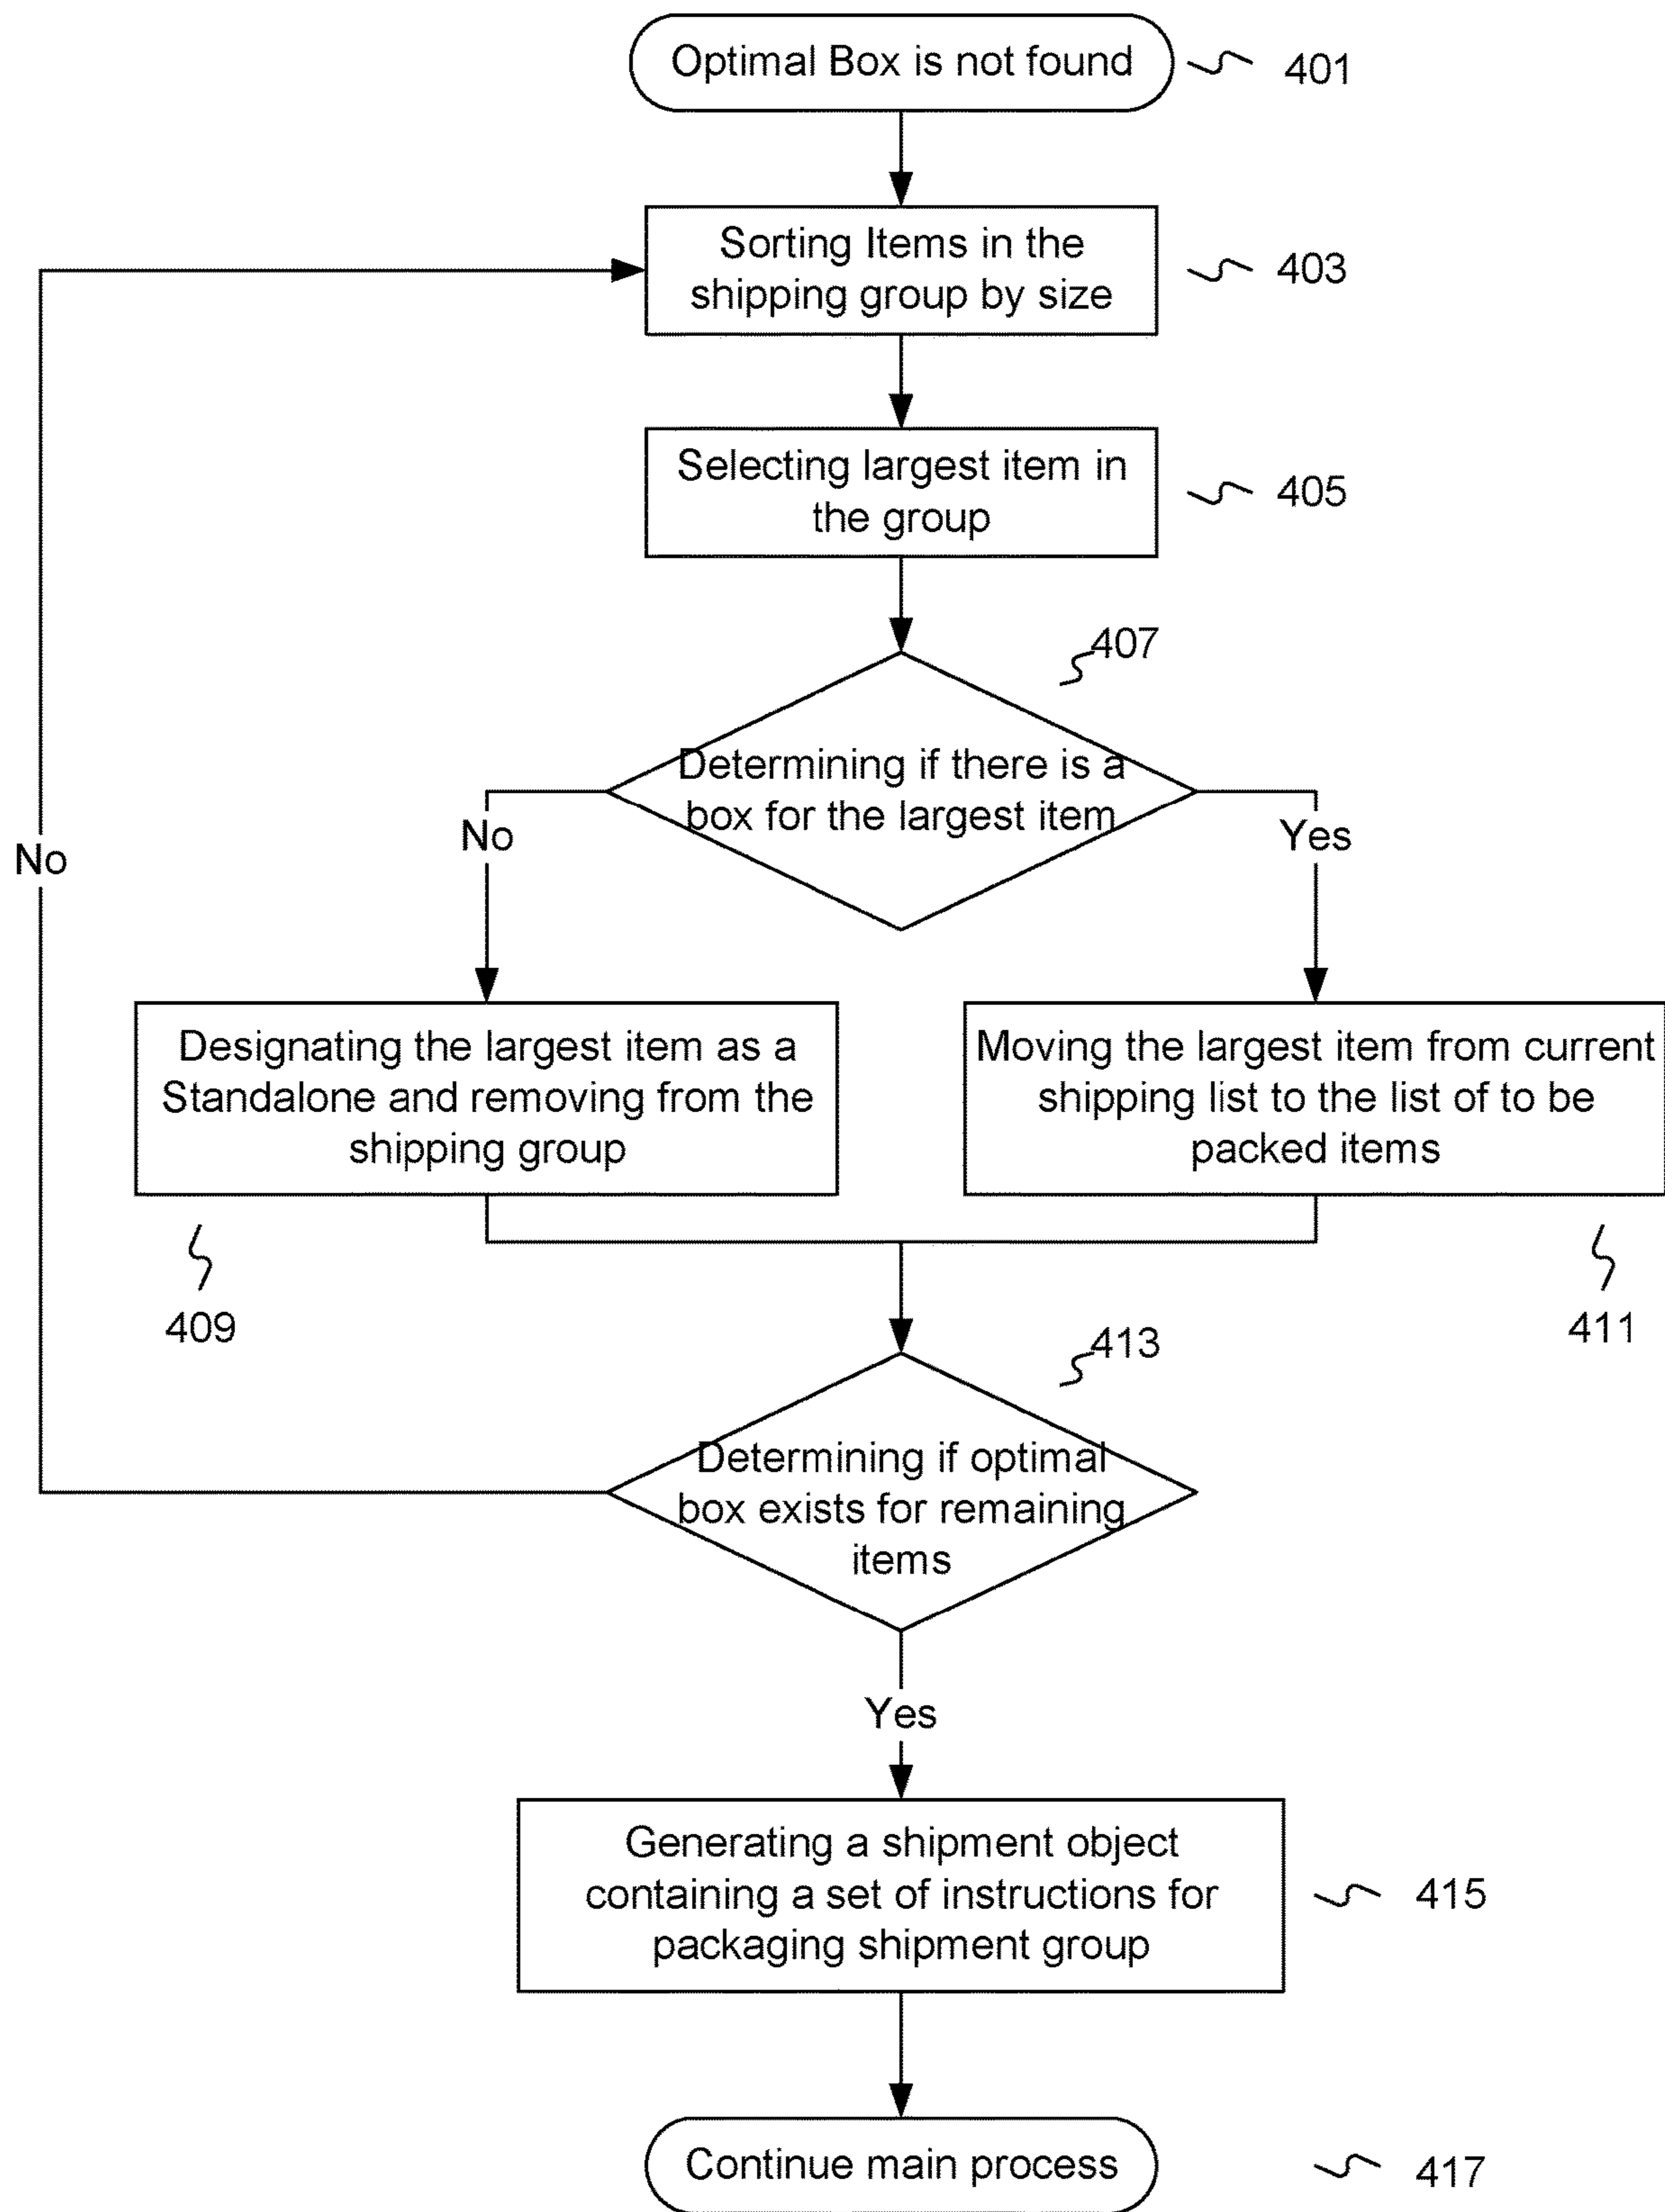 Optimal Box is not found
401
Sorting Items in the
shipping group by size
403
Selecting largest item in
the group
405
407
Determining if there is a
box for the largest item
No
Yes
No
Designating the largest item as a
Standalone and removing from the
shipping group
Moving the largest item from current
shipping list to the list of to be
packed items
409
411
413
Determining if optimal
box exists for remaining
items
Yes
Generating a shipment object
containing a set of instructions for
packaging shipment group
415
Continue main process
417